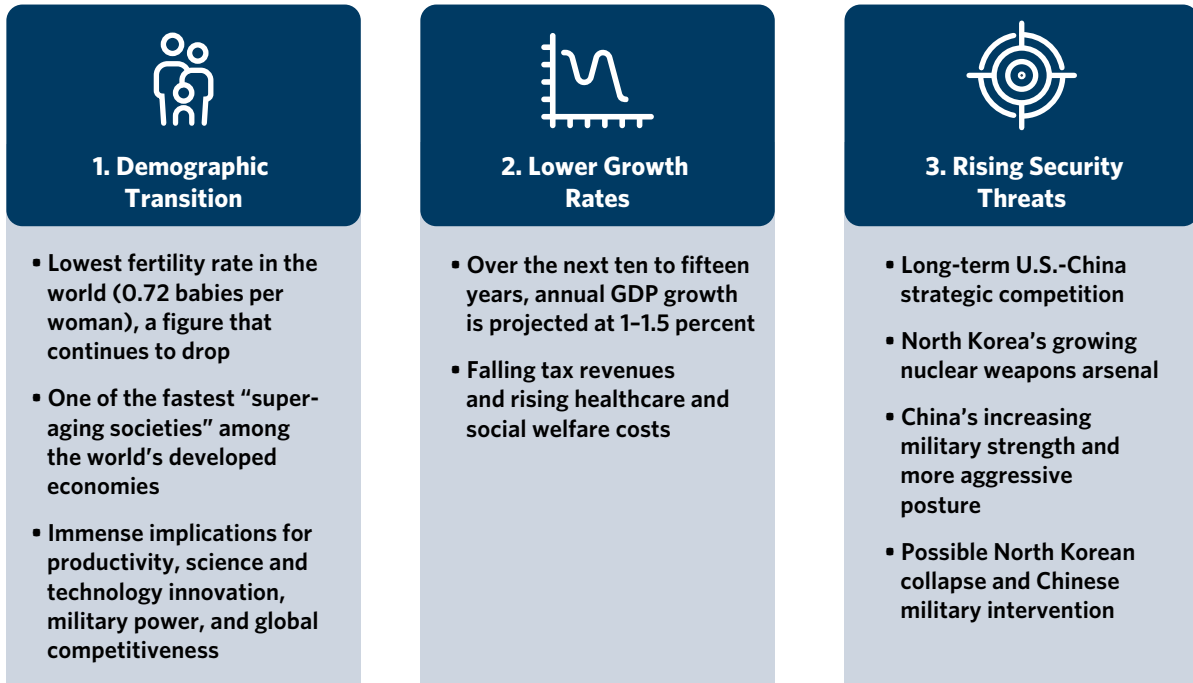 1. Demographic
Transition
▪ Lowest fertility rate in the
world (0.72 babies per
woman), a figure that
continues to drop
▪ One of the fastest “super-
aging societies” among
the world’s developed
economies
▪ Immense implications for
productivity, science and
technology innovation,
military power, and global
competitiveness
2. Lower Growth
Rates
▪ Over the next ten to fifteen
years, annual GDP growth
is projected at 1–1.5 percent
▪ Falling tax revenues
and rising healthcare and
social welfare costs
3. Rising Security
Threats
▪ Long-term U.S.-China
strategic competition
▪ North Korea’s growing
nuclear weapons arsenal
▪ China’s increasing
military strength and
more aggressive
posture
▪ Possible North Korean
collapse and Chinese
military intervention